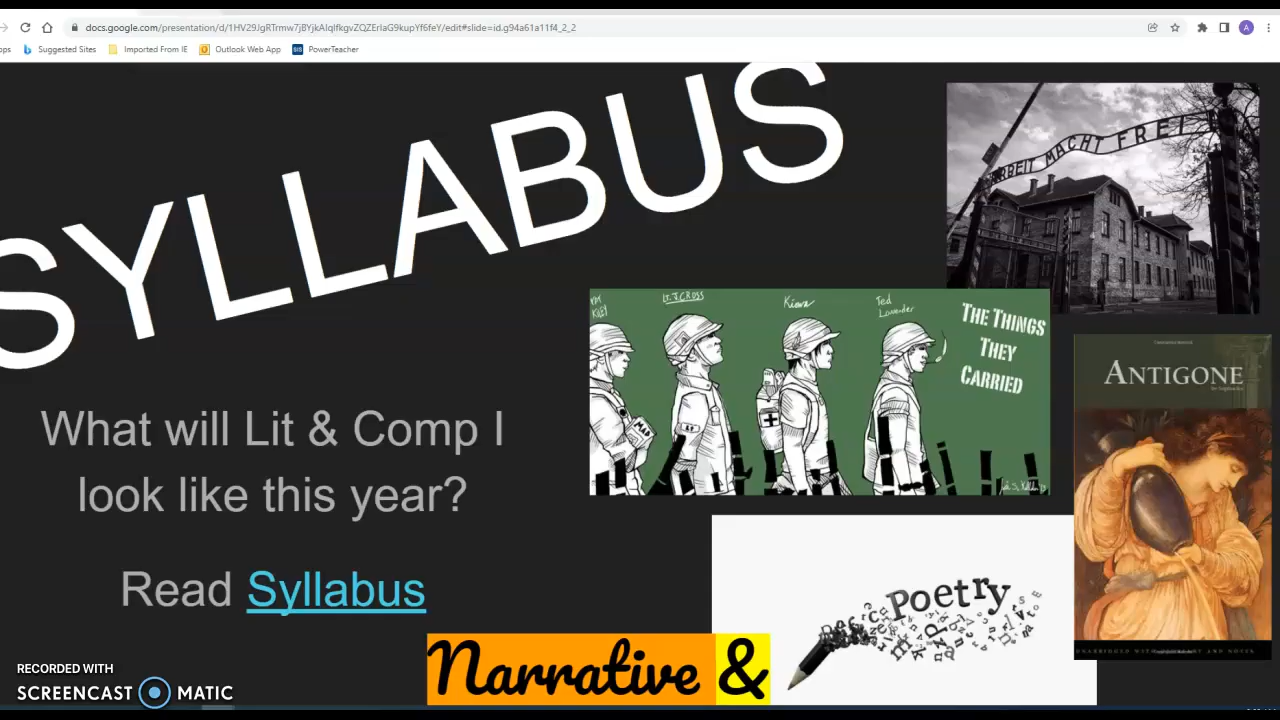 docs.google.com/presentation/d/1HV29JgRTrmw7jBYjkAlqIfkgvZQZErlaG9kupYf6feY/edit#slide=id.g94a61a11f4_2_2
A
Suggested Sites
Imported From IE
Outlook Web App
SIS
PowerTeacher
SYLLABUS
ARBEIT MACHT FREI
LT. J. CROSS
Kiowa
Ted
Lavender
THE THINGS
THEY
CARRIED
ANTIGONE
What will Lit & Comp I
look like this year?
Read Syllabus
Poetry
Narrative &
RECORDED WITH
SCREENCAST MATIC